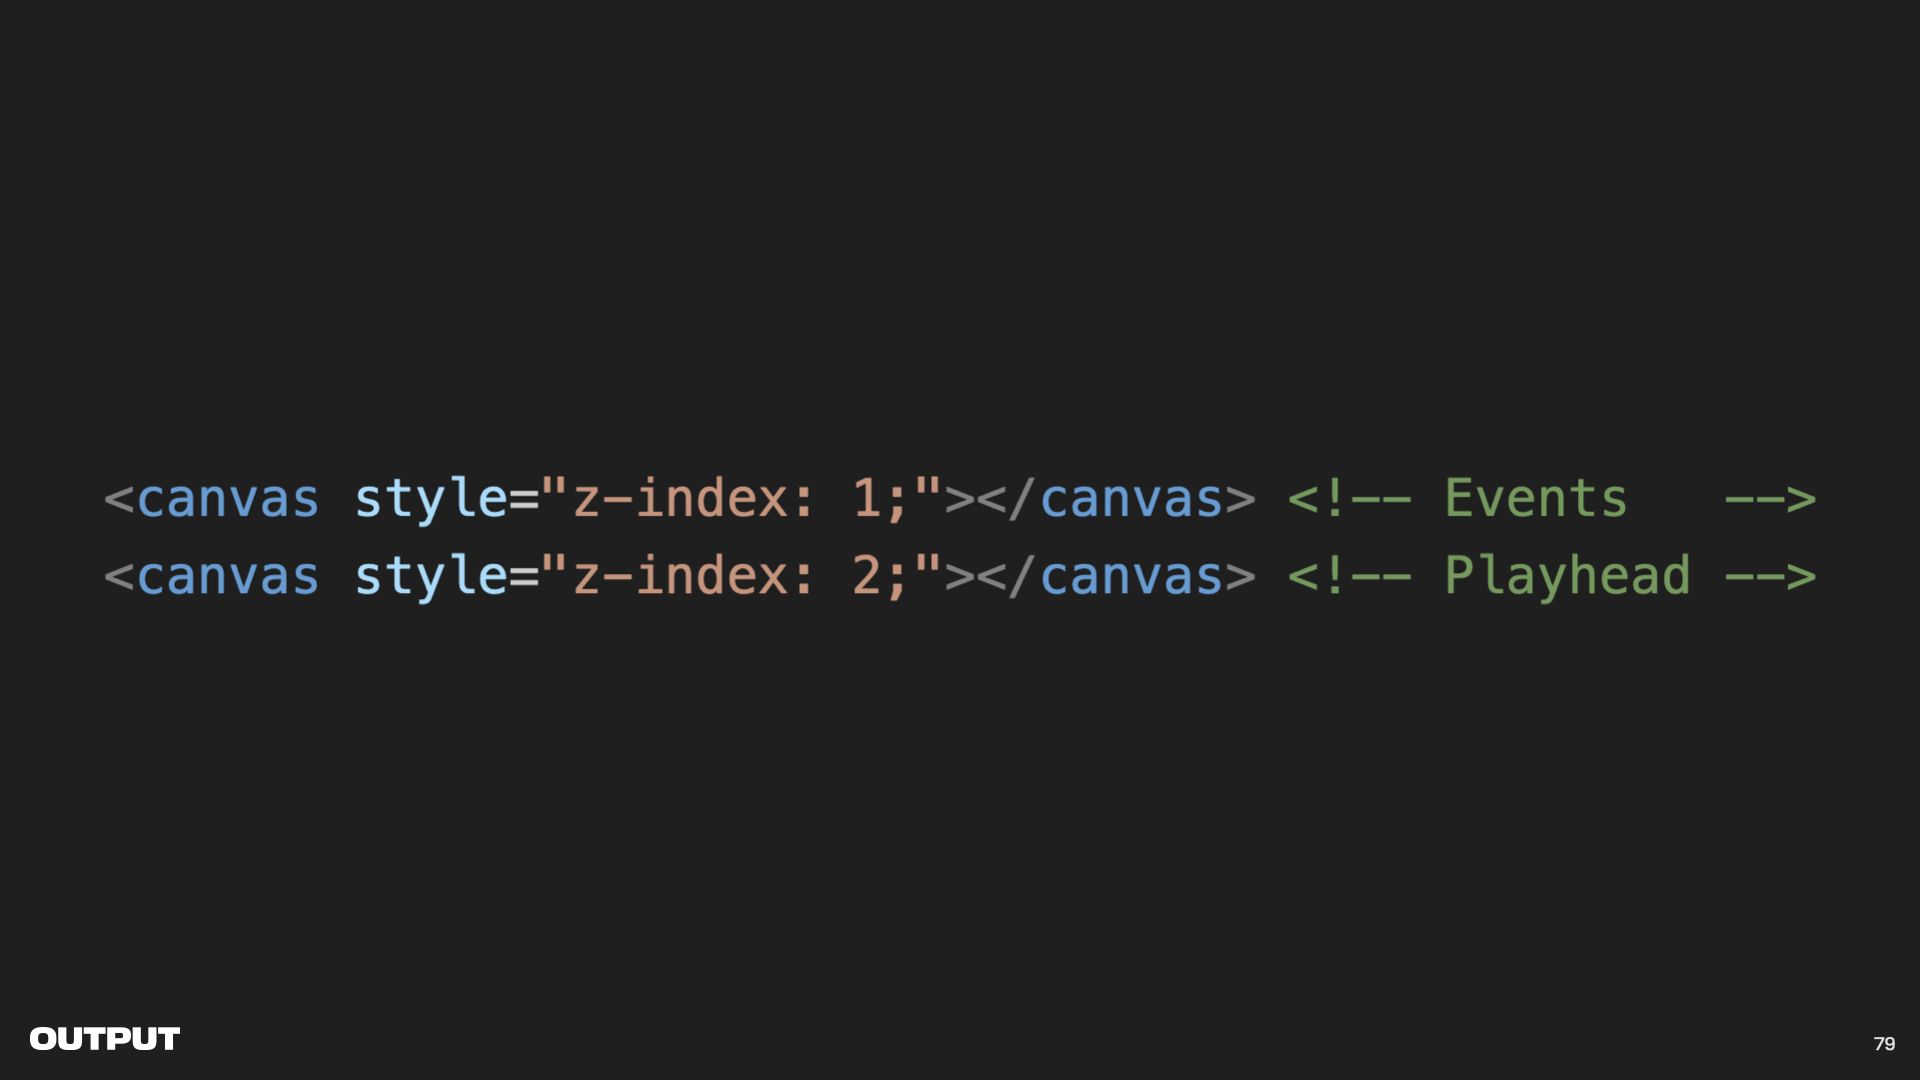 <canvas style="z-index: 1;"></canvas> <!-- Events   -->
<canvas style="z-index: 2;"></canvas> <!-- Playhead -->
OUTPUT
79